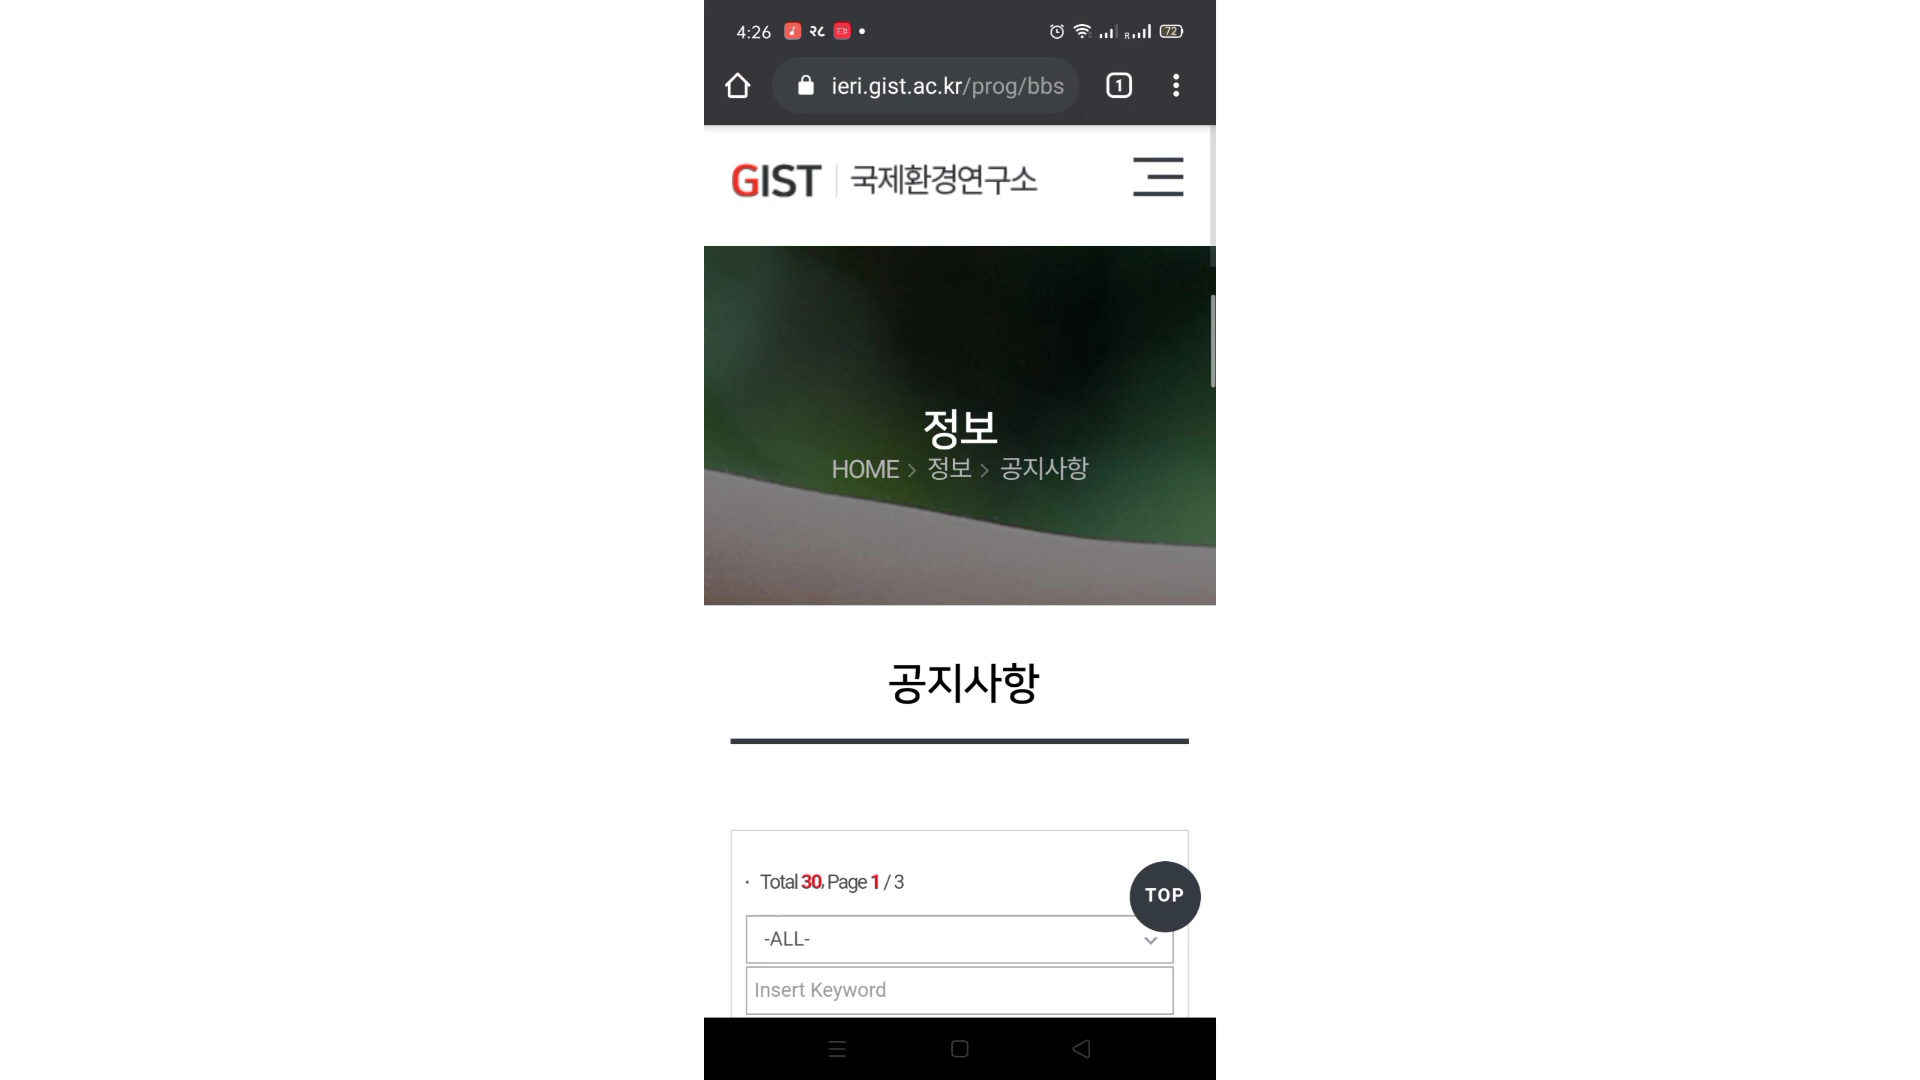 4:26 ૨૮ 72
ieri.gist.ac.kr/prog/bbs 1
GIST 국제환경연구소
정보
HOME > 정보 > 공지사항
공지사항
· Total 30, Page 1 / 3
TOP
-ALL-
Insert Keyword